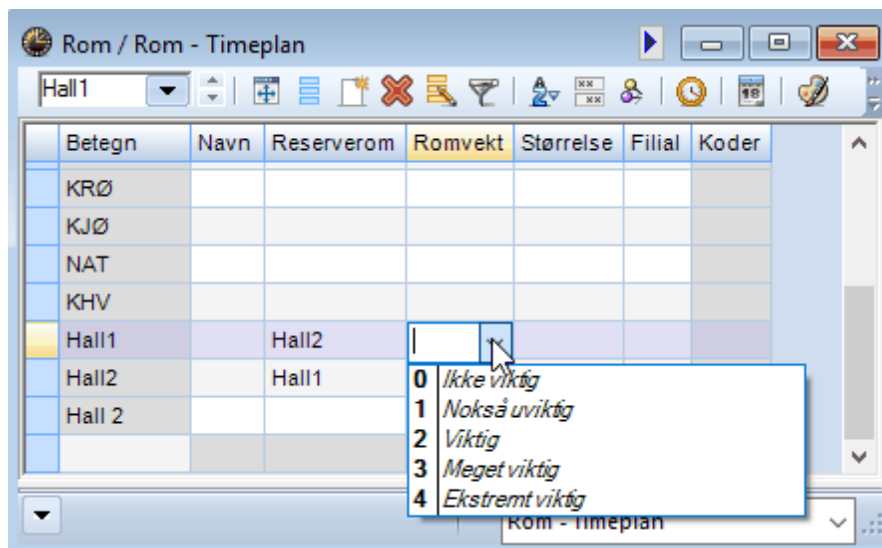 Rom / Rom - Timeplan
Hall1
Betegn Navn Reserverom Romvekt Størrelse Filial Koder
KRØ
KJØ
NAT
KHV
Hall1 Hall2
Hall2 Hall1
Hall 2
0 Ikke viktig
1 Nokså uviktig
2 Viktig
3 Meget viktig
4 Ekstremt viktig
Rom - Timeplan